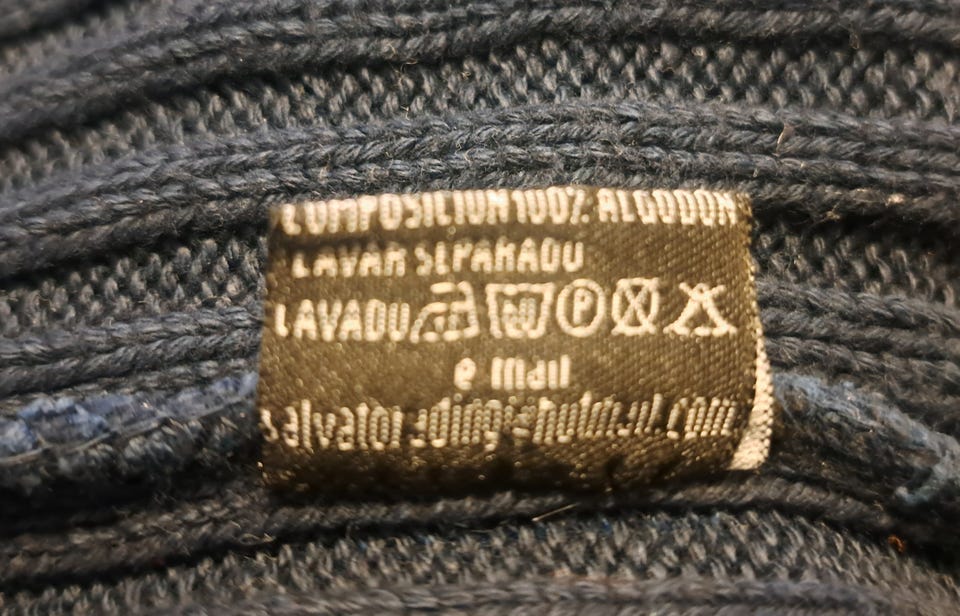 COMPOSICION 100% ALGODON
LAVAR SEPARADO
LAVADO P
e mail